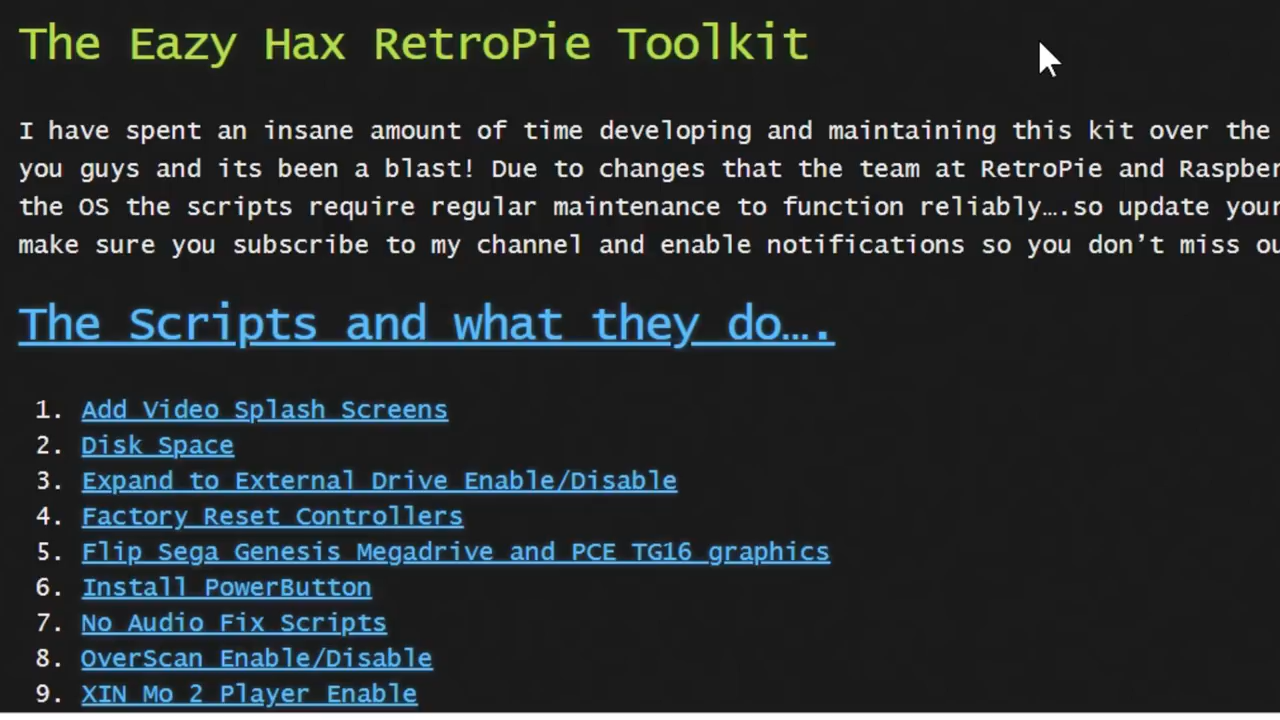 The Eazy Hax RetroPie Toolkit
I have spent an insane amount of time developing and maintaining this kit over the
you guys and its been a blast! Due to changes that the team at RetroPie and
the OS the scripts require regular maintenance to function reliably….so update your
make sure you subscribe to my channel and enable notifications so you don’t miss
The Scripts and what they do….
1. Add Video Splash Screens
2. Disk Space
3. Expand to External Drive Enable/Disable
4. Factory Reset Controllers
5. Flip Sega Genesis Megadrive and PCE TG16 graphics
6. Install PowerButton
7. No Audio Fix Scripts
8. OverScan Enable/Disable
9. XIN Mo 2 Player Enable